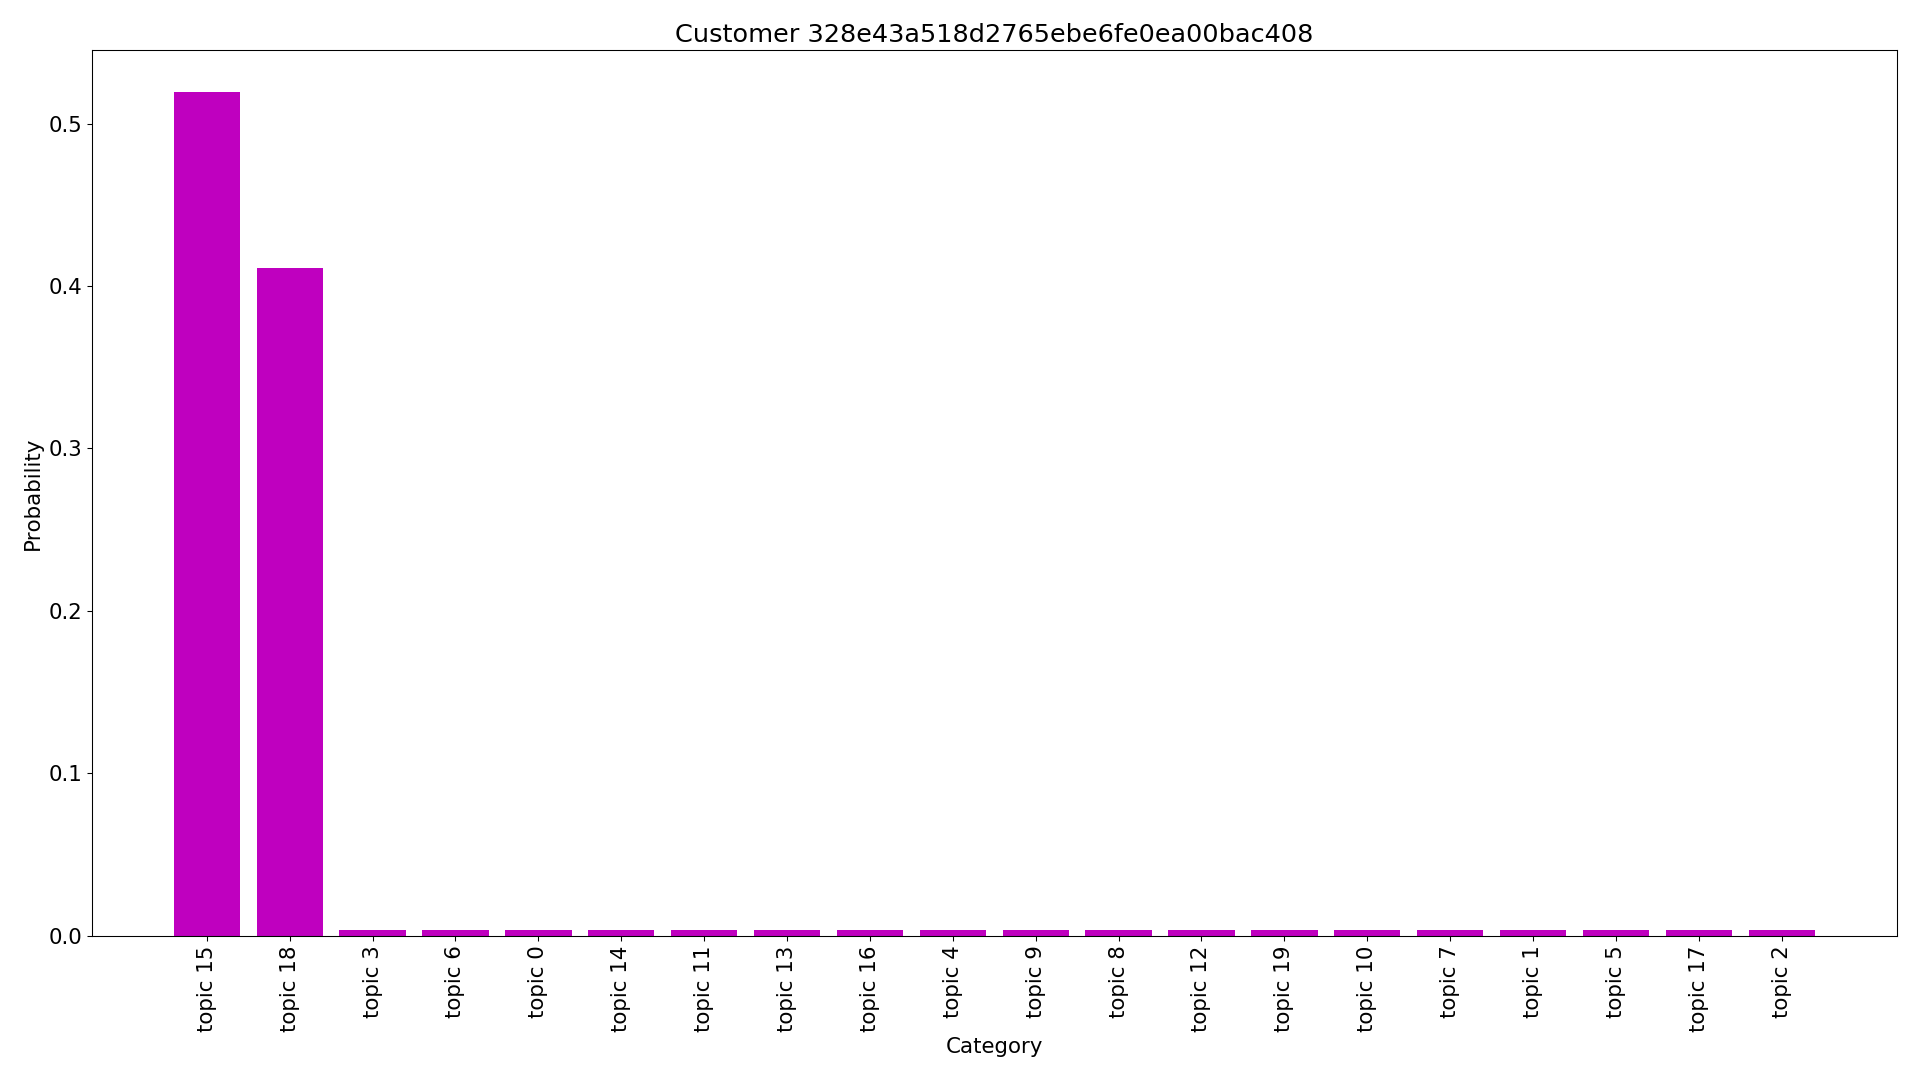 Customer 328e43a518d2765ebe6fe0ea00bac408
Probability
0.5
0.4
0.3
0.2
0.1
0.0
topic 15
topic 18
topic 3
topic 6
topic 0
topic 14
topic 11
topic 13
topic 16
topic 4
topic 9
topic 8
topic 12
topic 19
topic 10
topic 7
topic 1
topic 5
topic 17
topic 2
Category